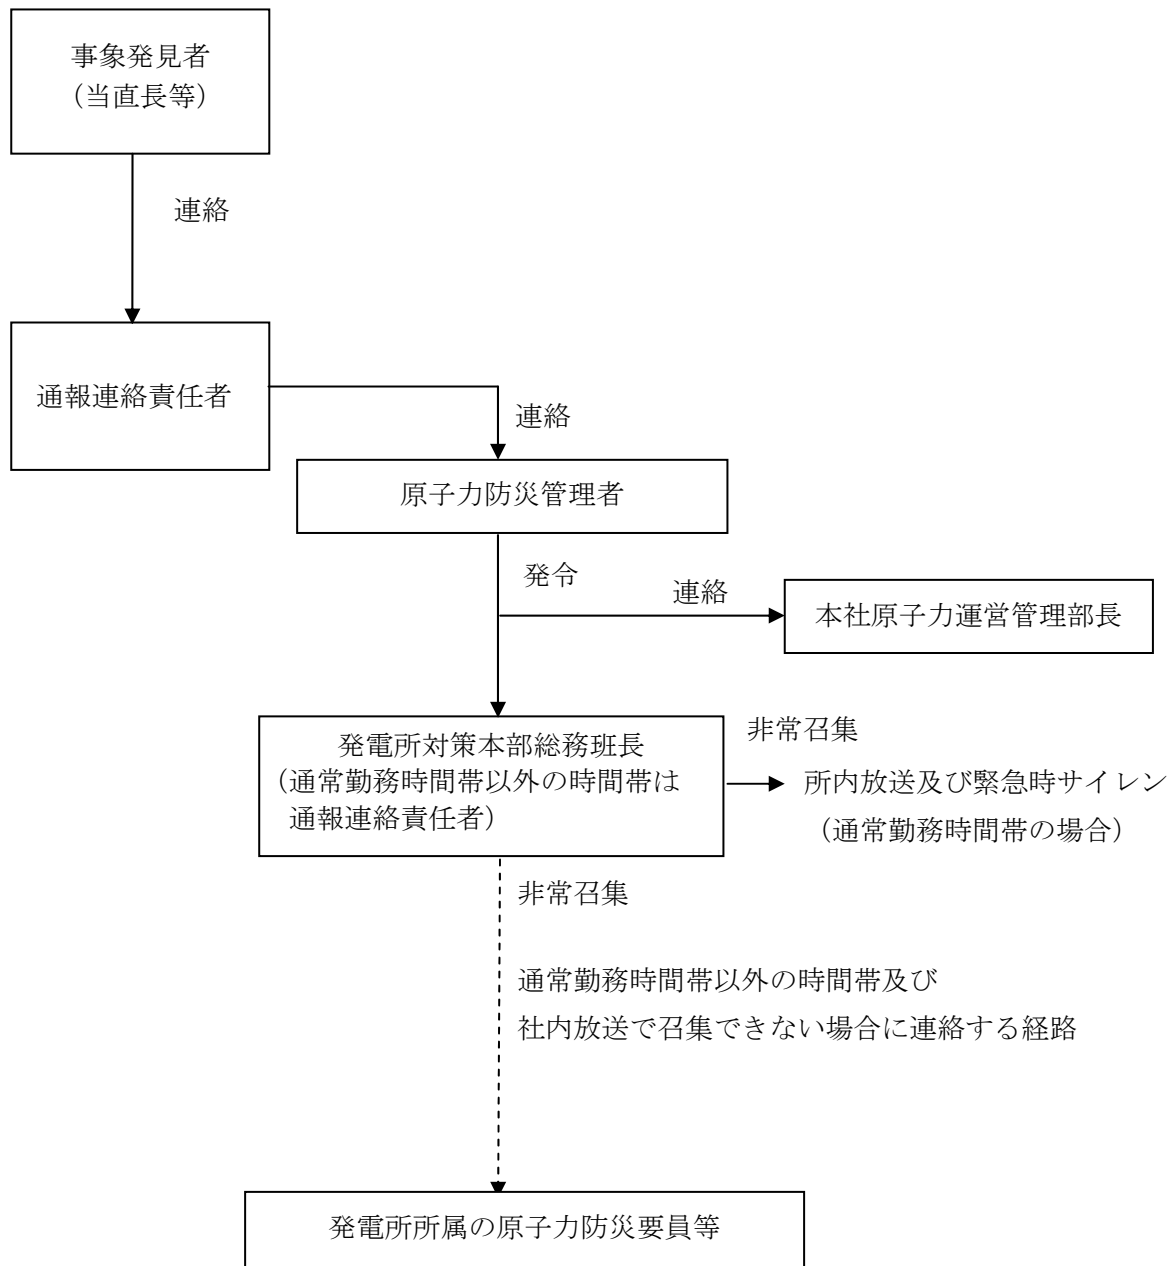 事象発見者
（当直長等）
連絡
通報連絡責任者
連絡
原子力防災管理者
発令
連絡
本社原子力運営管理部長
発電所対策本部総務班長
（通常勤務時間帯以外の時間帯は
通報連絡責任者）
非常召集
所内放送及び緊急時サイレン
（通常勤務時間帯の場合）
非常召集
通常勤務時間帯以外の時間帯及び
社内放送で召集できない場合に連絡する経路
発電所所属の原子力防災要員等